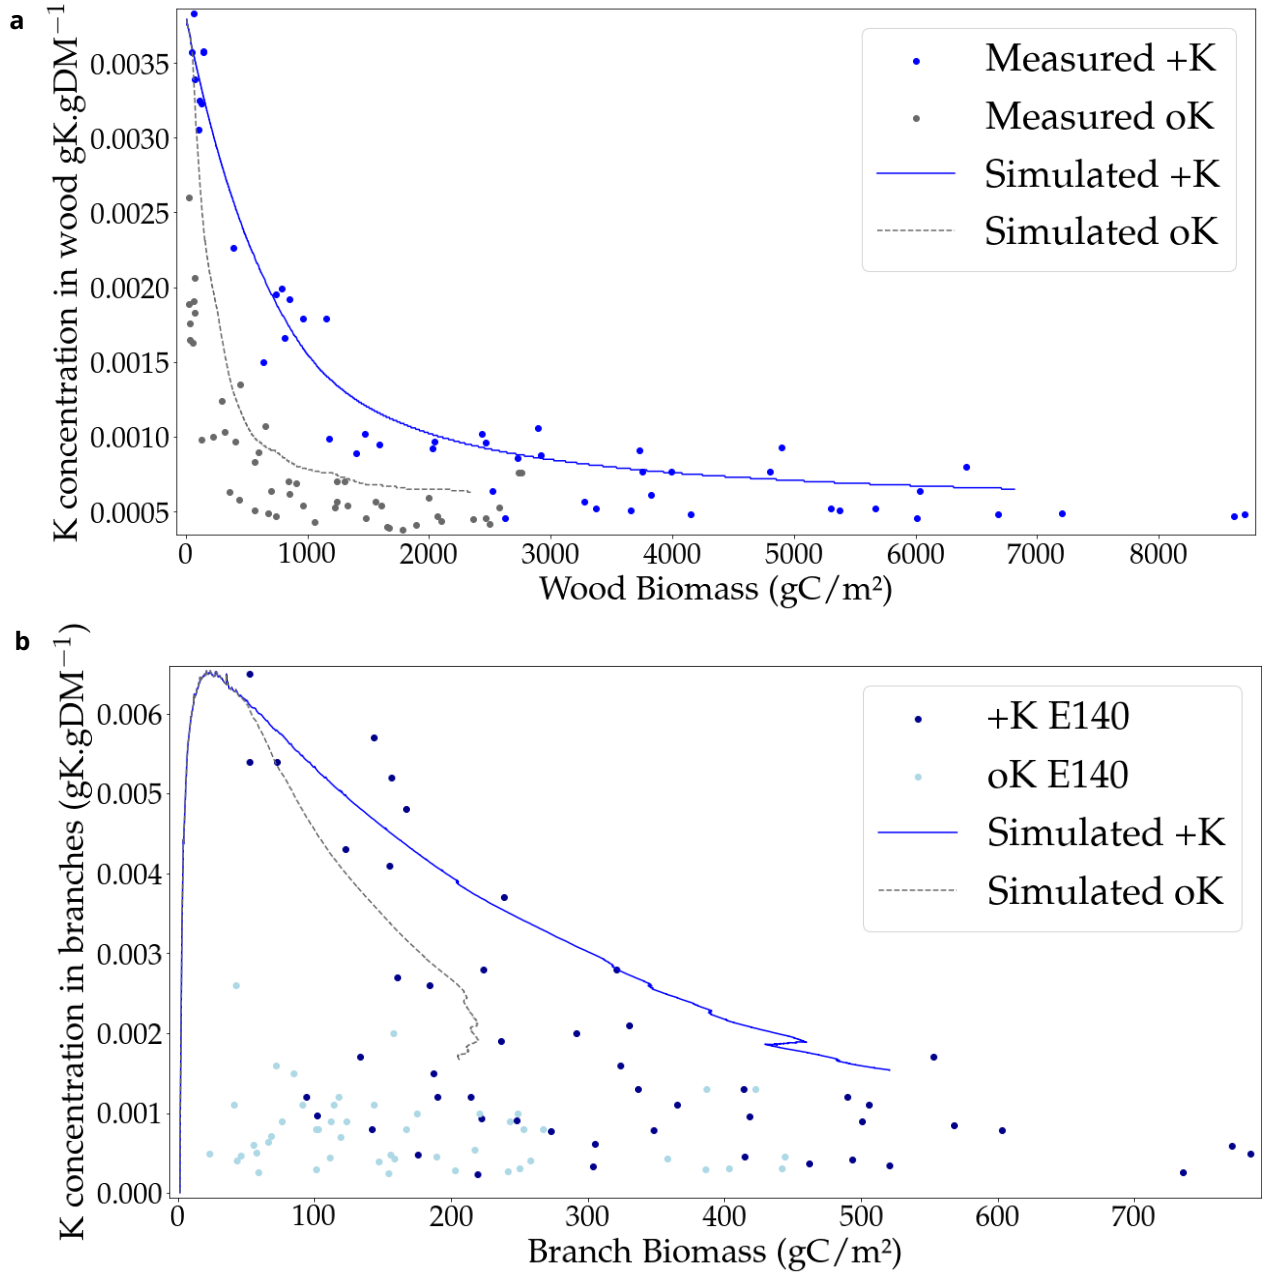 a
K concentration in wood gK.gDM⁻¹
0.0035
0.0030
0.0025
0.0020
0.0015
0.0010
0.0005
Measured +K
Measured oK
Simulated +K
Simulated oK
0 1000 2000 3000 4000 5000 6000 7000 8000
Wood Biomass (gC/m²)
b
K concentration in branches (gK.gDM⁻¹)
0.006
0.005
0.004
0.003
0.002
0.001
0.000
+K E140
oK E140
Simulated +K
Simulated oK
0 100 200 300 400 500 600 700
Branch Biomass (gC/m²)